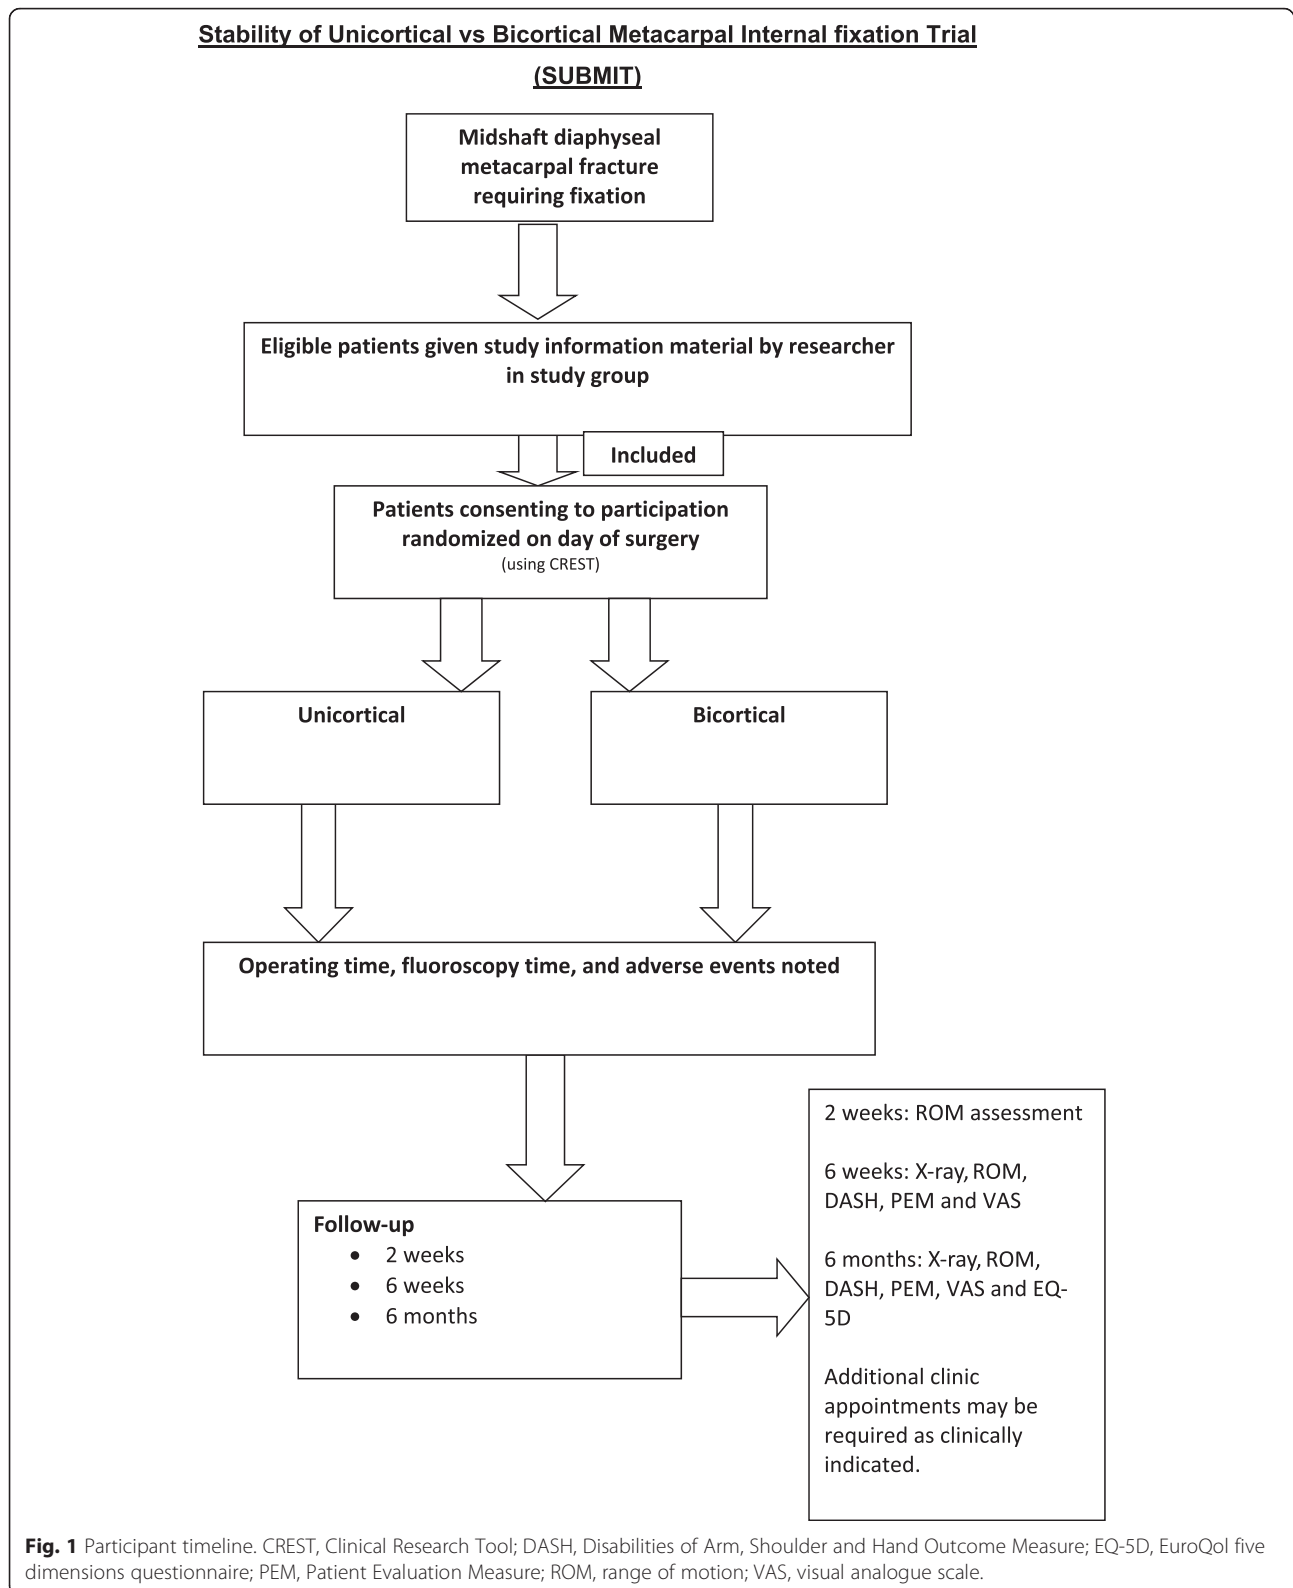 Stability of Unicortical vs Bicortical Metacarpal Internal fixation Trial
(SUBMIT)
Midshaft diaphyseal
metacarpal fracture
requiring fixation
Eligible patients given study information material by researcher
in study group
Included
Patients consenting to participation
randomized on day of surgery
(using CREST)
Unicortical
Bicortical
Operating time, fluoroscopy time, and adverse events noted
Follow-up
• 2 weeks
• 6 weeks
• 6 months
2 weeks: ROM assessment
6 weeks: X-ray, ROM,
DASH, PEM and VAS
6 months: X-ray, ROM,
DASH, PEM, VAS and EQ-
5D
Additional clinic
appointments may be
required as clinically
indicated.
Fig. 1 Participant timeline. CREST, Clinical Research Tool; DASH, Disabilities of Arm, Shoulder and Hand Outcome Measure; EQ-5D, EuroQol five
dimensions questionnaire; PEM, Patient Evaluation Measure; ROM, range of motion; VAS, visual analogue scale.